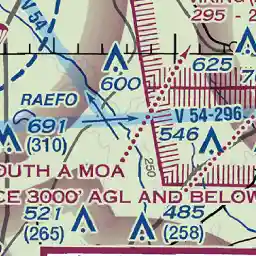 V 54
VIKING
295 - 2
600
625
RAEFO
V 54-296
691
(310)
546
250
OUTH A MOA
CE 3000' AGL AND BELOW
521
(265)
485
(258)